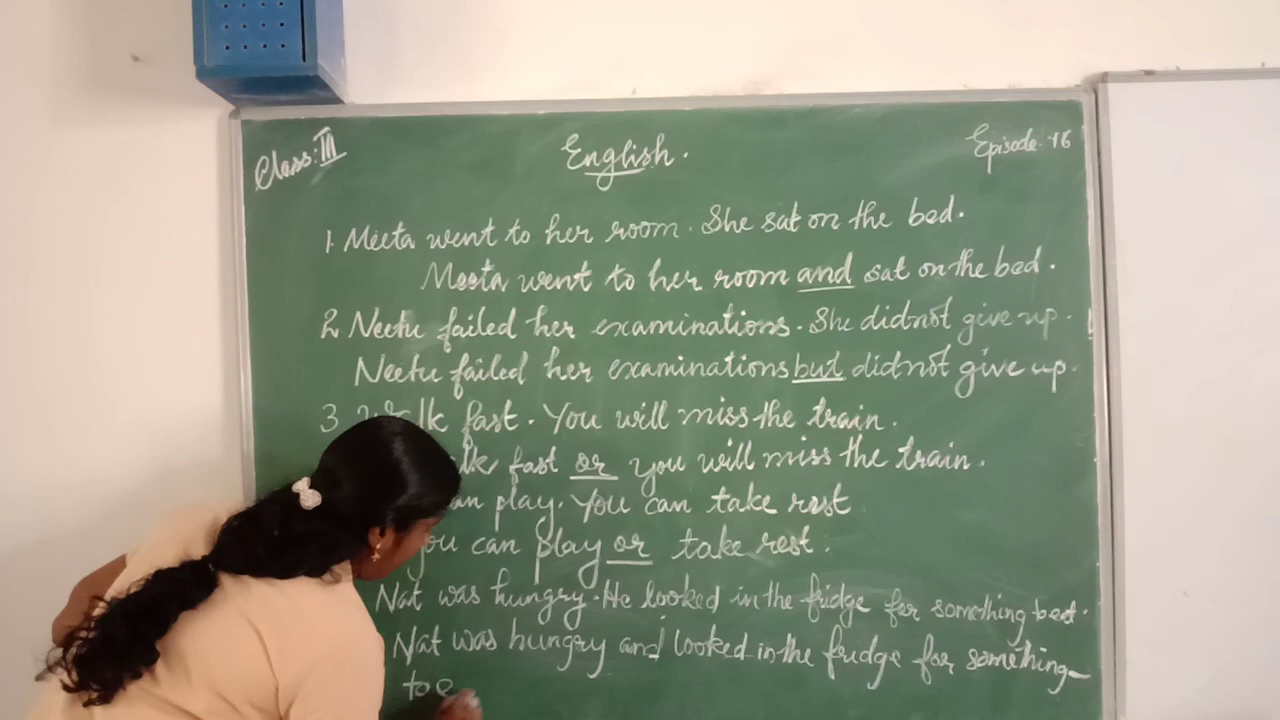 Class: III English. Episode-16
1. Meeta went to her room. She sat on the bed.
Meeta went to her room and sat on the bed.
2. Neetu failed her examinations. She did not give up.
Neetu failed her examinations but did not give up.
3 Walk fast. You will miss the train.
fast or you will miss the train.
play. You can take rest
you can play or take rest.
Nat was hungry. He looked in the fridge for something to eat.
Nat was hungry and looked in the fridge for something
to e